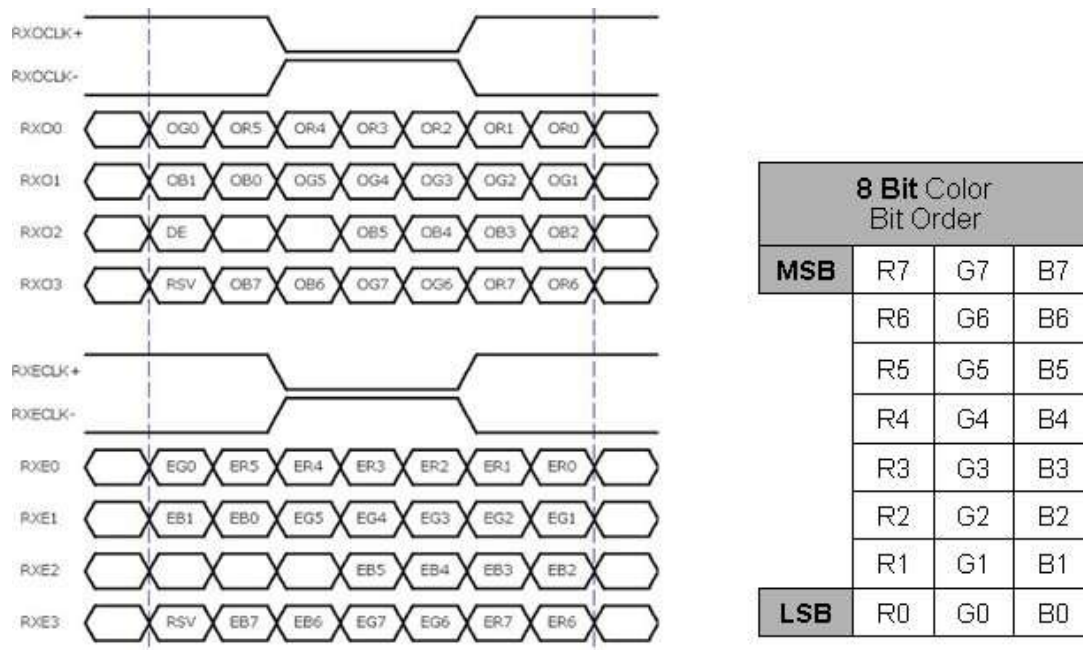 RXOCLK+
RXOCLK-
RXO0 OG0 OR5 OR4 OR3 OR2 OR1 OR0
RXO1 OB1 OB0 OG5 OG4 OG3 OG2 OG1
RXO2 DE OB5 OB4 OB3 OB2
RXO3 RSV OB7 OB6 OG7 OG6 OR7 OR6
RXECLK+
RXECLK-
RXE0 EG0 ER5 ER4 ER3 ER2 ER1 ER0
RXE1 EB1 EB0 EG5 EG4 EG3 EG2 EG1
RXE2 EB5 EB4 EB3 EB2
RXE3 RSV EB7 EB6 EG7 EG6 ER7 ER6
8 Bit Color
Bit Order
MSB R7 G7 B7
R6 G6 B6
R5 G5 B5
R4 G4 B4
R3 G3 B3
R2 G2 B2
R1 G1 B1
LSB R0 G0 B0